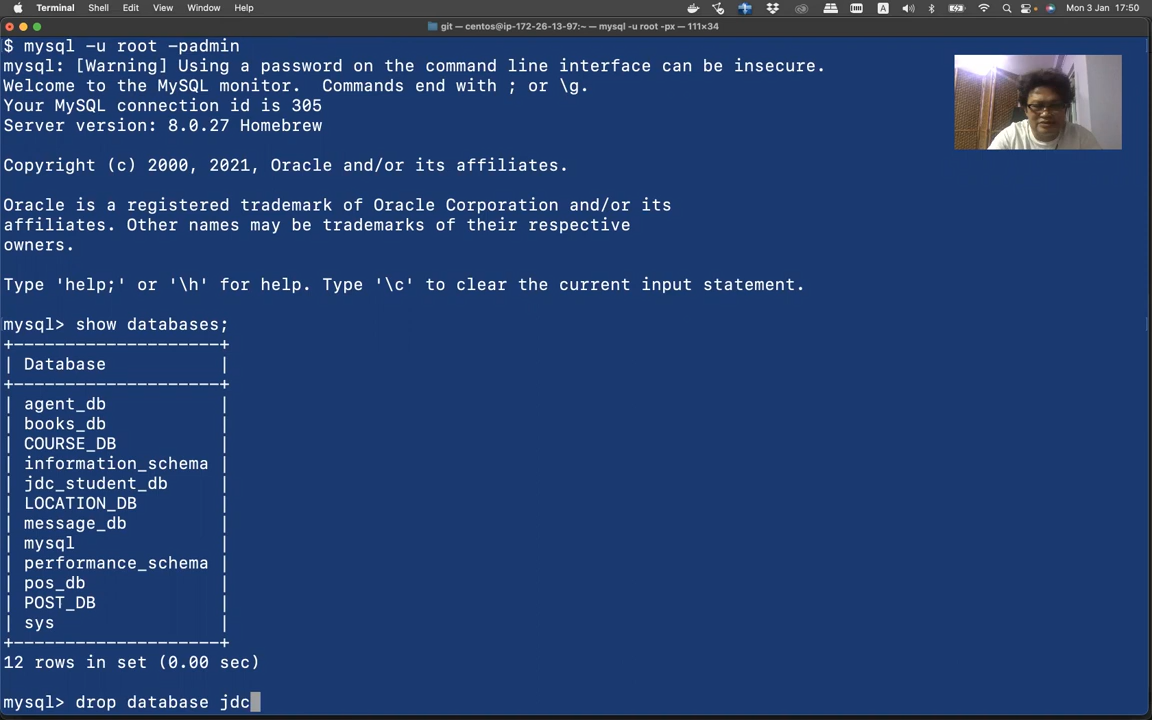 Terminal Shell Edit View Window Help A Mon 3 Jan 17:50
git — centos@ip-172-26-13-97:~ — mysql -u root -px — 111×34
$ mysql -u root -padmin
mysql: [Warning] Using a password on the command line interface can be insecure.
Welcome to the MySQL monitor.  Commands end with ; or \g.
Your MySQL connection id is 305
Server version: 8.0.27 Homebrew
Copyright (c) 2000, 2021, Oracle and/or its affiliates.
Oracle is a registered trademark of Oracle Corporation and/or its
affiliates. Other names may be trademarks of their respective
owners.
Type 'help;' or '\h' for help. Type '\c' to clear the current input statement.
mysql> show databases;
+--------------------+
| Database           |
+--------------------+
| agent_db           |
| books_db           |
| COURSE_DB          |
| information_schema |
| jdc_student_db     |
| LOCATION_DB        |
| message_db         |
| mysql              |
| performance_schema |
| pos_db             |
| POST_DB            |
| sys                |
+--------------------+
12 rows in set (0.00 sec)
mysql> drop database jdc